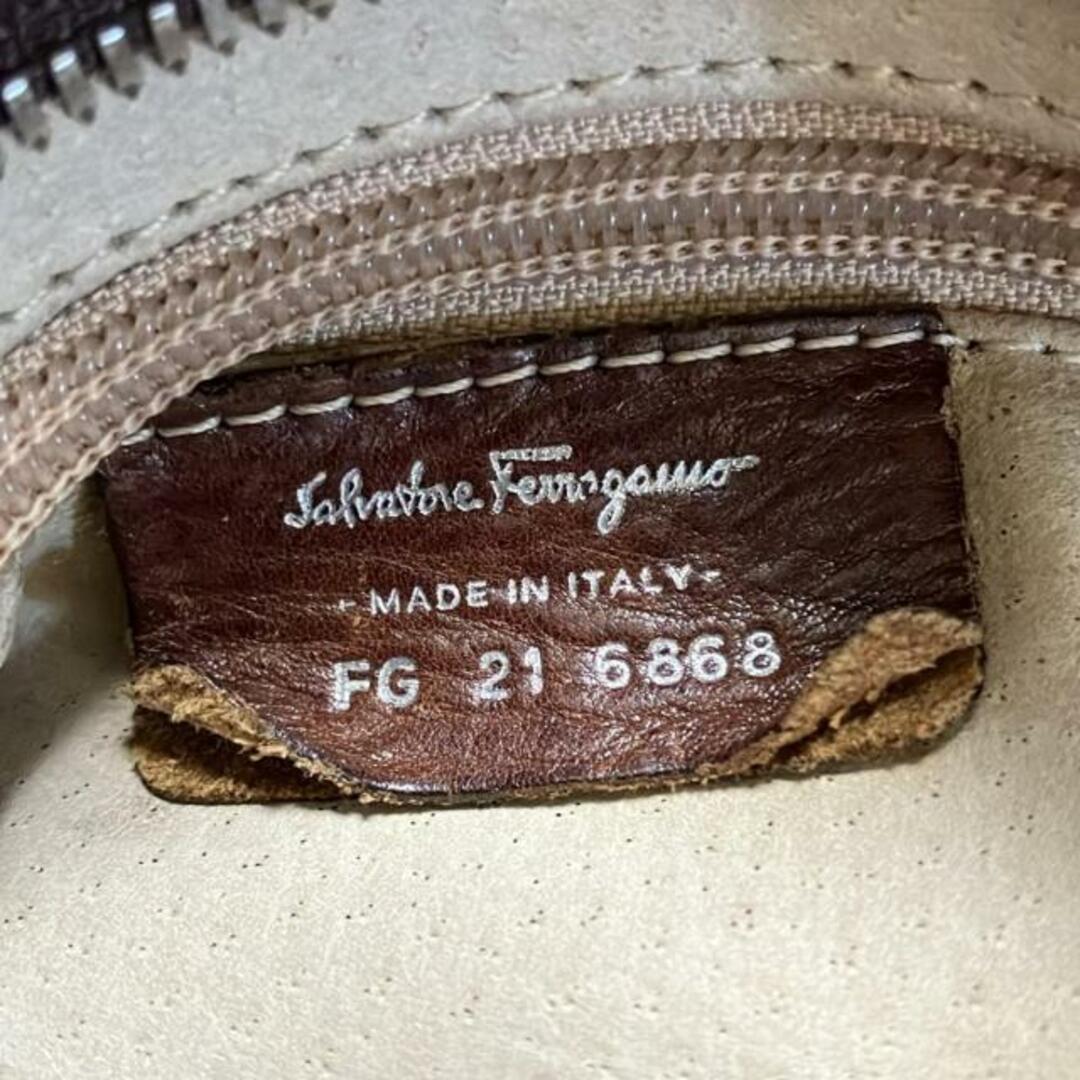 Salvatore Ferragamo
- MADE IN ITALY -
FG 21 6868